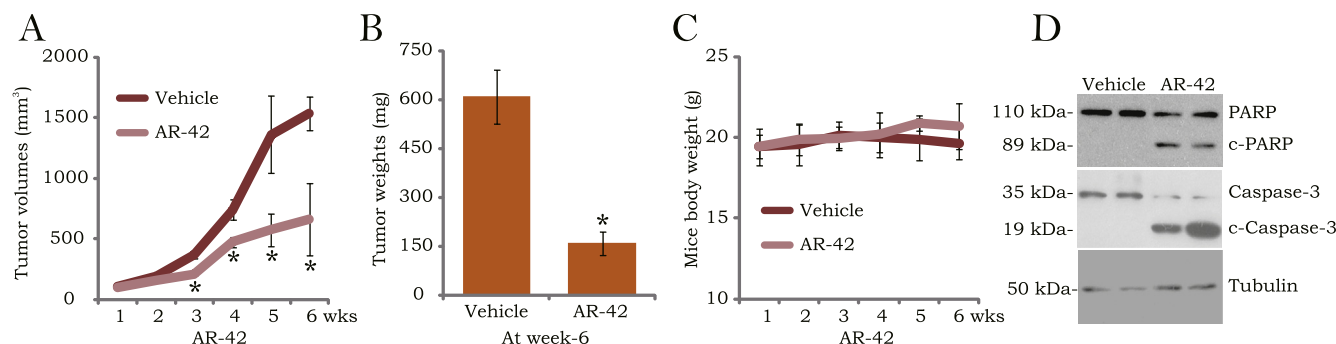 A
Tumor volumes (mm³)
2000
1500
1000
500
0
Vehicle
AR-42
*
*
*
*
1 2 3 4 5 6 wks
AR-42
B
Tumor weights (mg)
750
600
450
300
150
0
*
Vehicle AR-42
At week-6
C
Mice body weight (g)
25
20
15
10
Vehicle
AR-42
1 2 3 4 5 6 wks
AR-42
D
Vehicle AR-42
110 kDa- PARP
89 kDa- c-PARP
35 kDa- Caspase-3
19 kDa- c-Caspase-3
50 kDa- Tubulin